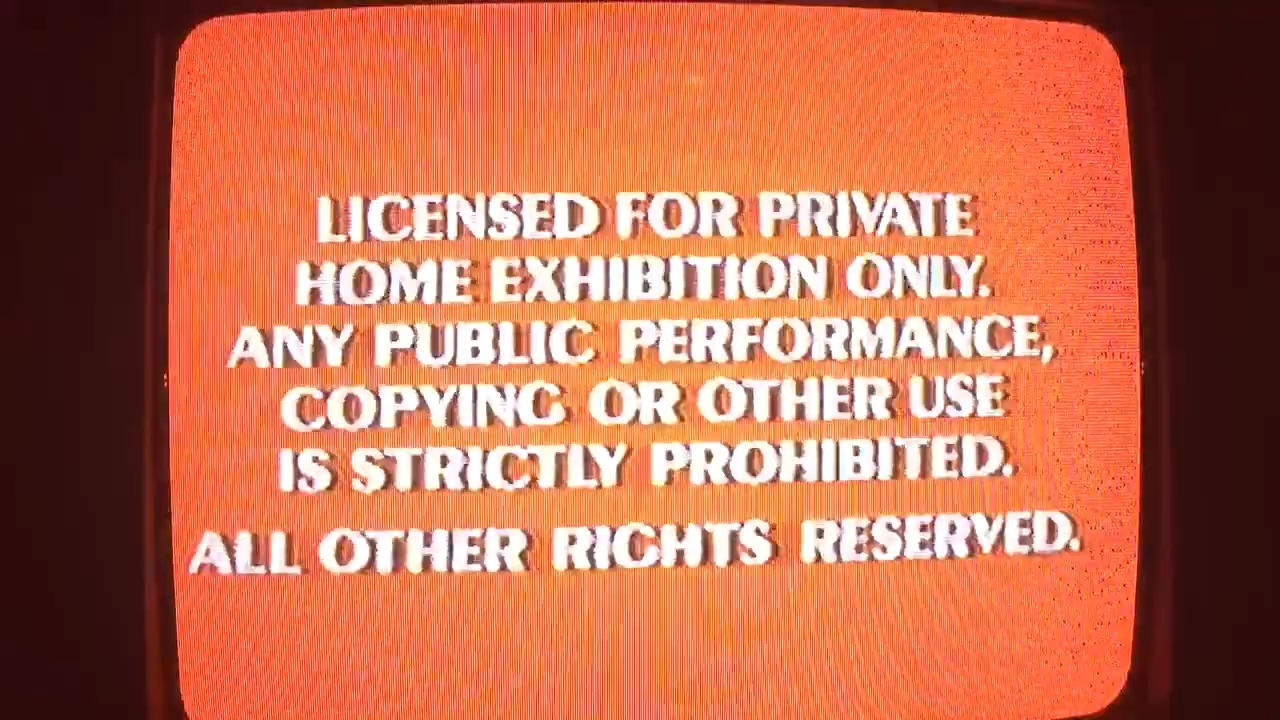 LICENSED FOR PRIVATE
HOME EXHIBITION ONLY.
ANY PUBLIC PERFORMANCE,
COPYING OR OTHER USE
IS STRICTLY PROHIBITED.
ALL OTHER RIGHTS RESERVED.